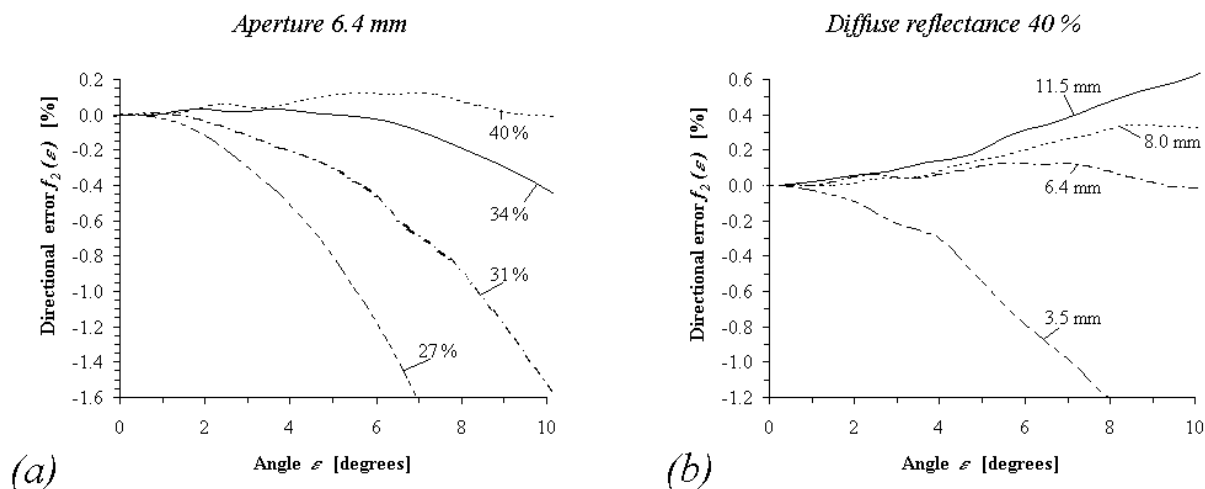 Aperture 6.4 mm
Directional error f₂(ε) [%]
0.2
0.0
-0.2
-0.4
-0.6
-0.8
-1.0
-1.2
-1.4
-1.6
40%
34%
31%
27%
0 2 4 6 8 10
Angle ε [degrees]
(a)
Diffuse reflectance 40%
Directional error f₂(ε) [%]
0.6
0.4
0.2
0.0
-0.2
-0.4
-0.6
-0.8
-1.0
-1.2
11.5 mm
8.0 mm
6.4 mm
3.5 mm
0 2 4 6 8 10
Angle ε [degrees]
(b)